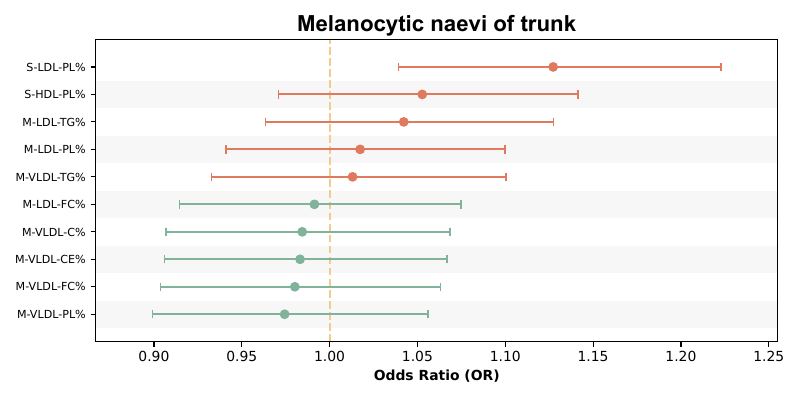 Melanocytic naevi of trunk
S-LDL-PL%
S-HDL-PL%
M-LDL-TG%
M-LDL-PL%
M-VLDL-TG%
M-LDL-FC%
M-VLDL-C%
M-VLDL-CE%
M-VLDL-FC%
M-VLDL-PL%
0.90 0.95 1.00 1.05 1.10 1.15 1.20 1.25
Odds Ratio (OR)